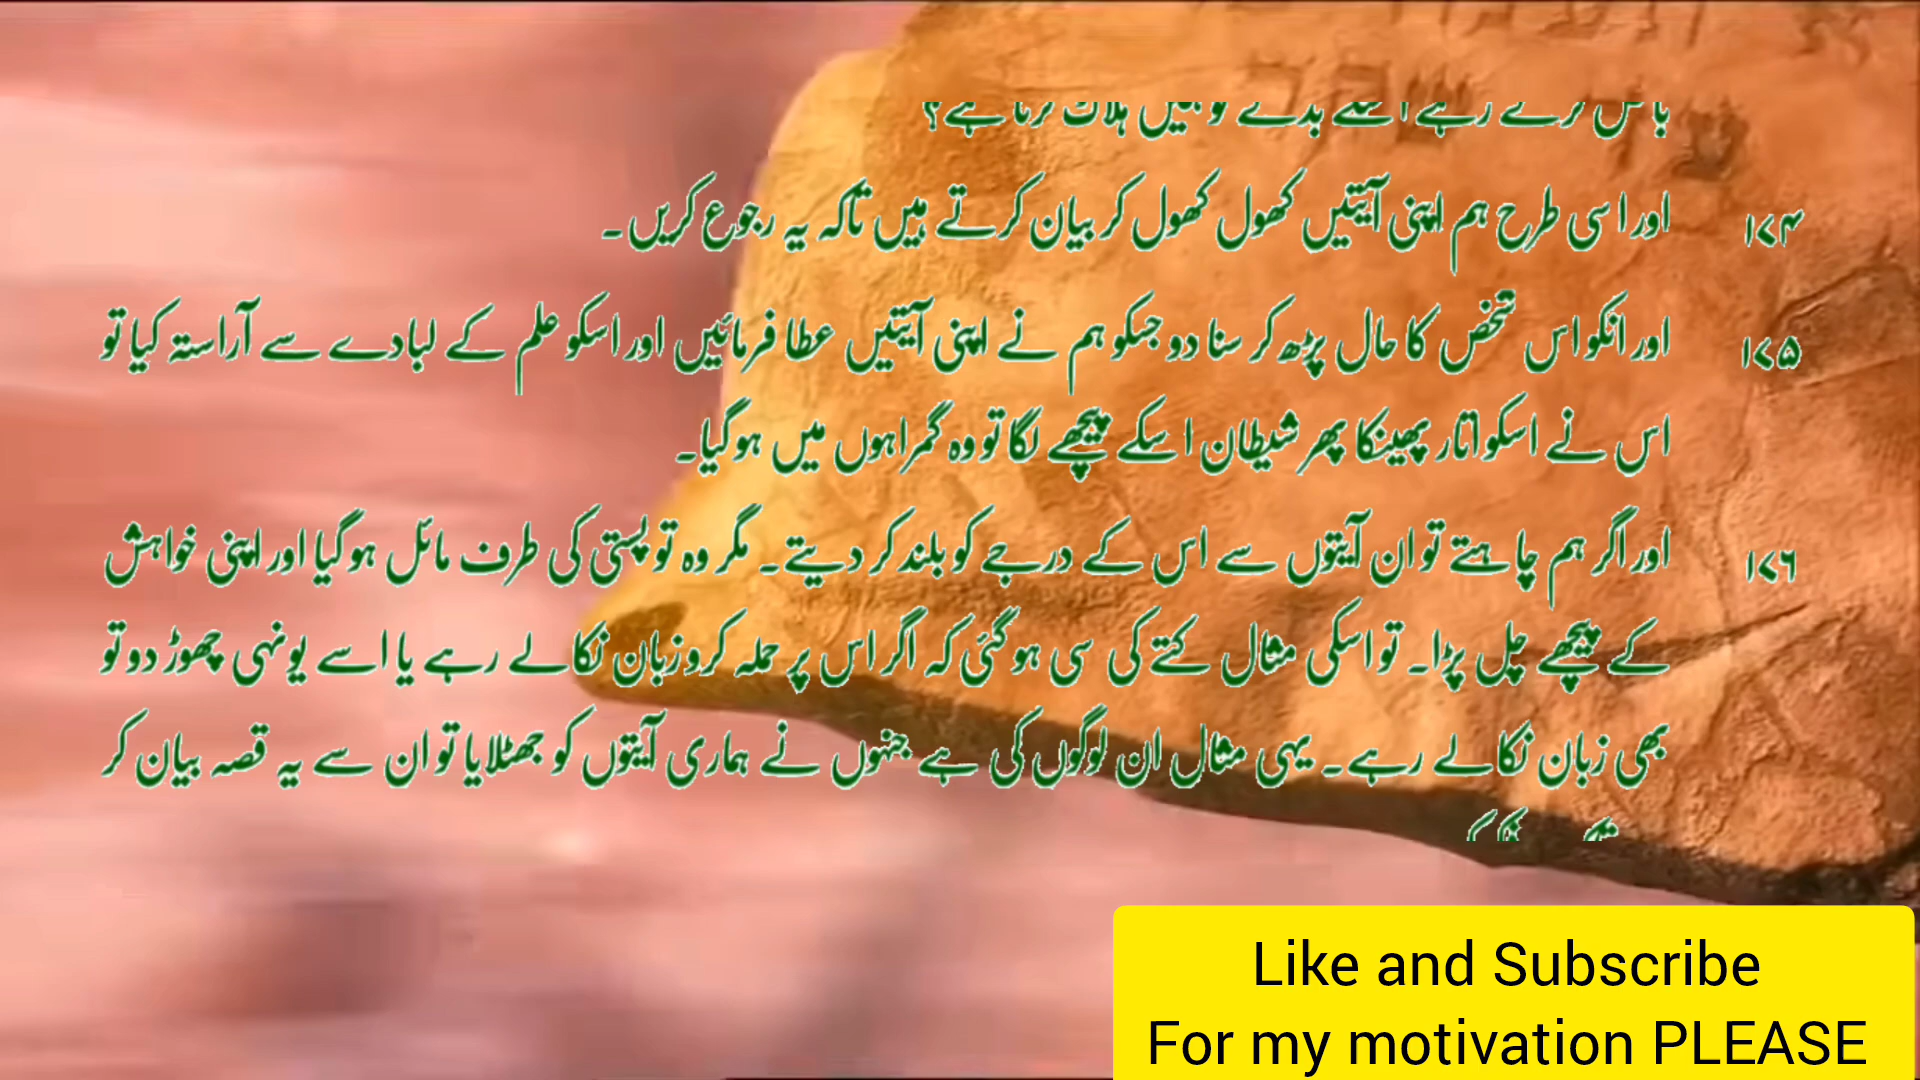 ۱۷۴ اور اسی طرح ہم اپنی آیتیں کھول کھول کر بیان کرتے ہیں تاکہ یہ رجوع کریں۔
۱۷۵ اور انکو اس شخص کا حال پڑھ کر سنا دو جسکو ہم نے اپنی آیتیں عطا فرمائیں اور اسکو علم کے لبادے سے آراستہ کیا تو
اس نے اسکو اتار پھینکا پھر شیطان اسکے پیچھے لگا تو وہ گمراہوں میں ہوگیا۔
۱۷۶ اور اگر ہم چاہتے تو ان آیتوں سے اس کے درجے کو بلند کر دیتے۔ مگر وہ تو پستی کی طرف مائل ہوگیا اور اپنی خواہش
کے پیچھے چل پڑا۔ تو اسکی مثال کتے کی سی ہو گئی کہ اگر اس پر حملہ کرو زبان نکالے رہے یا اسے یونہی چھوڑ دو تو
بھی زبان نکالے رہے۔ یہی مثال ان لوگوں کی ہے جنہوں نے ہماری آیتوں کو جھٹلایا تو ان سے یہ قصہ بیان کر
Like and Subscribe
For my motivation PLEASE